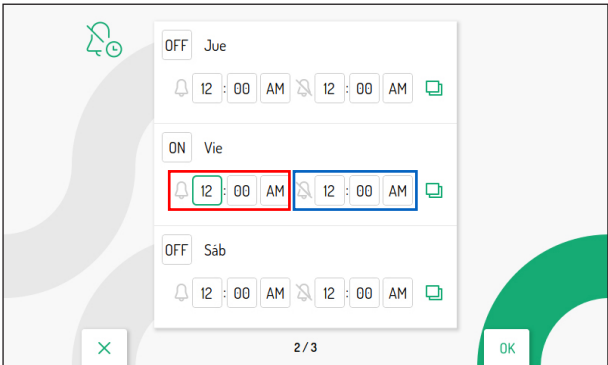 OFF Jue
12 : 00 AM 12 : 00 AM
ON Vie
12 : 00 AM 12 : 00 AM
OFF Sáb
12 : 00 AM 12 : 00 AM
2/3
OK